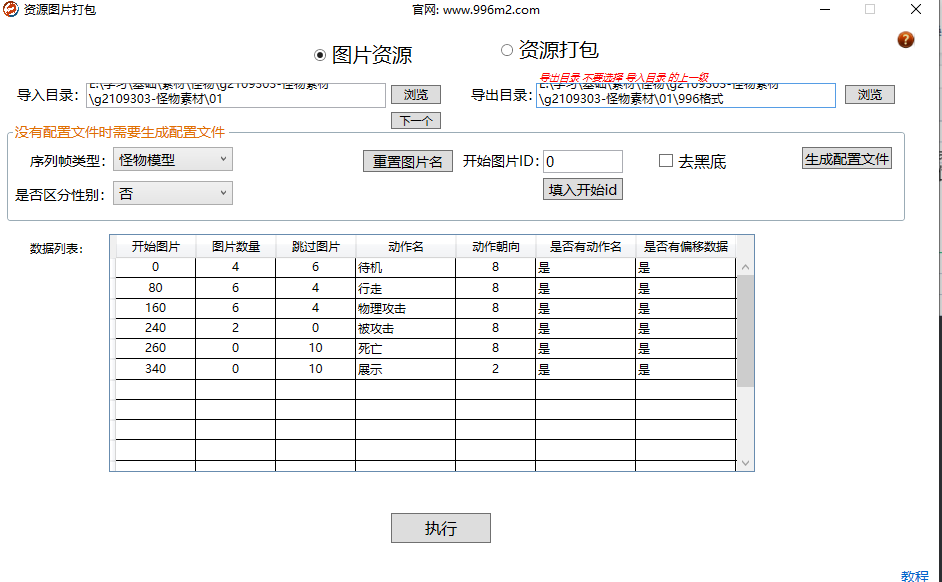 资源图片打包
官网: www.996m2.com
图片资源
资源打包
导出目录 不要选择 导入目录 的上一级
导入目录:
E:\学习\基础\素材\怪物\g2109303-怪物素材
\g2109303-怪物素材\01
浏览
导出目录:
E:\学习\基础\素材\怪物\g2109303-怪物素材
\g2109303-怪物素材\01\996格式
浏览
下一个
没有配置文件时需要生成配置文件
序列帧类型: 怪物模型
重置图片名
开始图片ID: 0
去黑底
生成配置文件
是否区分性别: 否
填入开始id
数据列表:
开始图片 图片数量 跳过图片 动作名 动作朝向 是否有动作名 是否有偏移数据
0 4 6 待机 8 是 是
80 6 4 行走 8 是 是
160 6 4 物理攻击 8 是 是
240 2 0 被攻击 8 是 是
260 0 10 死亡 8 是 是
340 0 10 展示 2 是 是
执行
教程